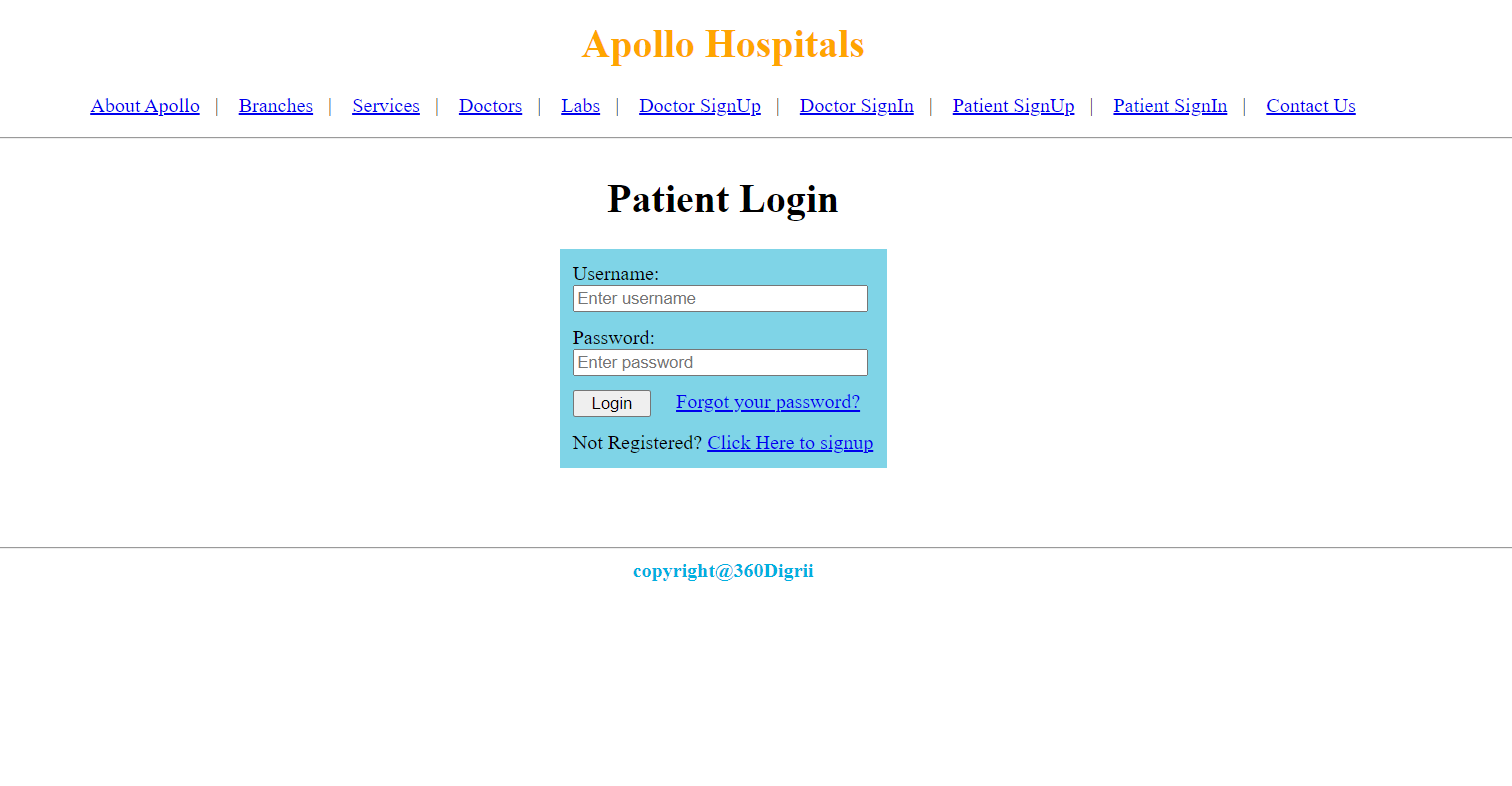 Apollo Hospitals
About Apollo | Branches | Services | Doctors | Labs | Doctor SignUp | Doctor SignIn | Patient SignUp | Patient SignIn | Contact Us
Patient Login
Username:
Enter username
Password:
Enter password
Login Forgot your password?
Not Registered? Click Here to signup
copyright@360Digrii